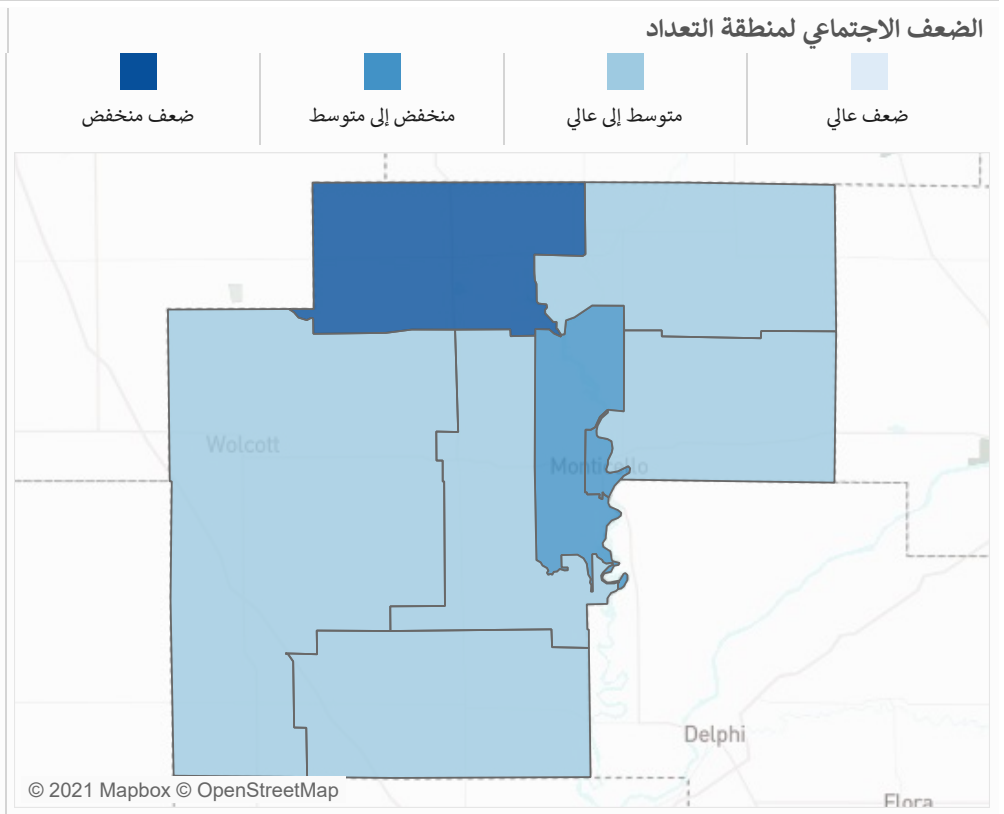 الضعف الاجتماعي لمنطقة التعداد
ضعف عالي
متوسط إلى عالي
منخفض إلى متوسط
ضعف منخفض
Wolcott
Monticello
Delphi
Flora
© 2021 Mapbox © OpenStreetMap